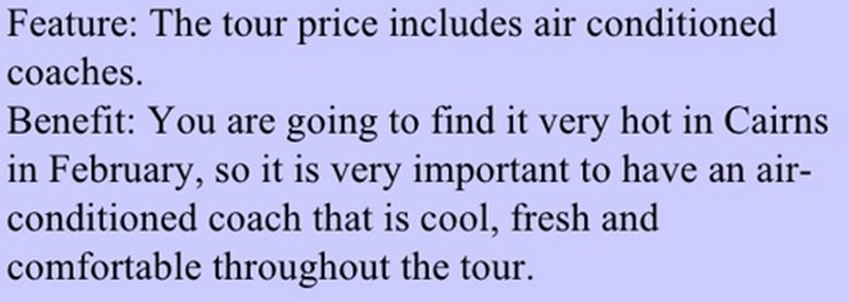 Feature: The tour price includes air conditioned
coaches.
Benefit: You are going to find it very hot in Cairns
in February, so it is very important to have an air-
conditioned coach that is cool, fresh and
comfortable throughout the tour.